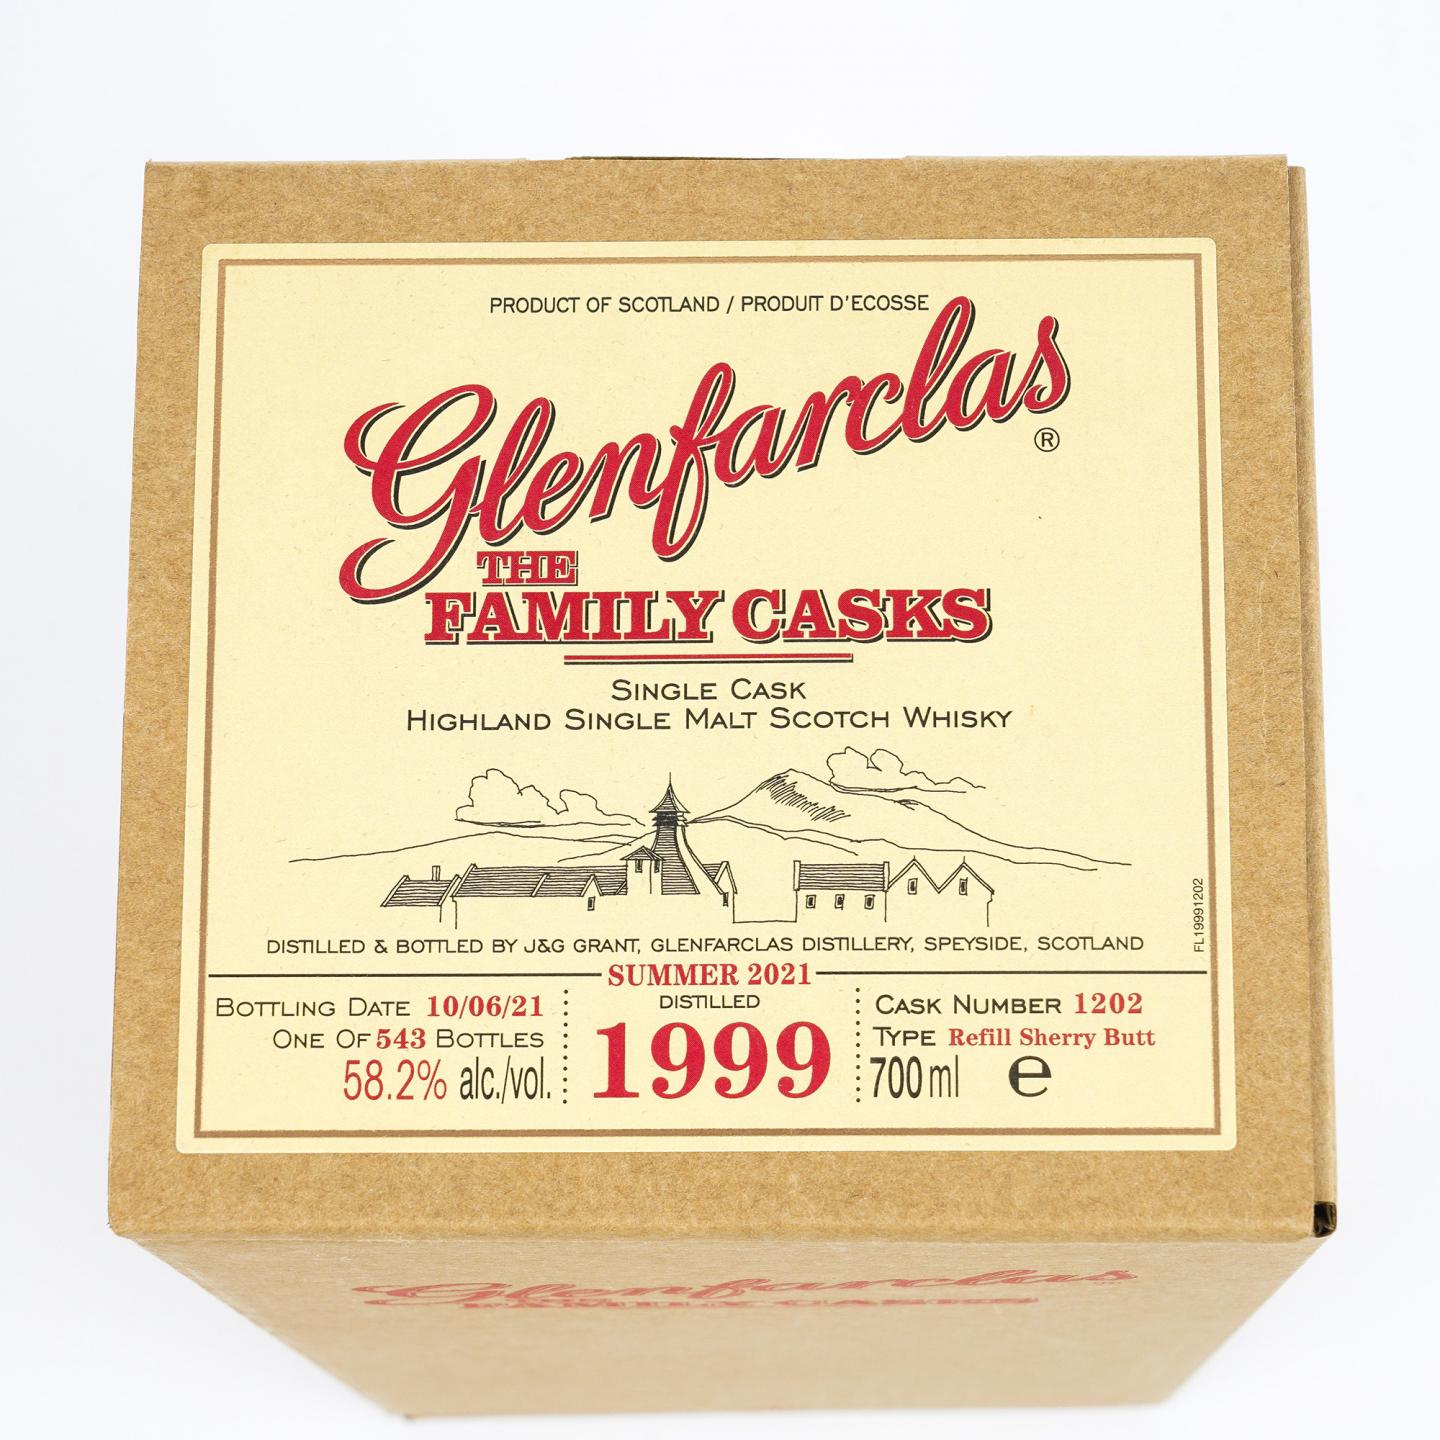 PRODUCT OF SCOTLAND / PRODUIT D'ECOSSE
Glenfarclas®
THE
FAMILY CASKS
SINGLE CASK
HIGHLAND SINGLE MALT SCOTCH WHISKY
FL19991202
DISTILLED & BOTTLED BY J&G GRANT, GLENFARCLAS DISTILLERY, SPEYSIDE, SCOTLAND
SUMMER 2021
BOTTLING DATE 10/06/21
ONE OF 543 BOTTLES
58.2% alc./vol.
DISTILLED
1999
CASK NUMBER 1202
TYPE Refill Sherry Butt
700ml e
Glenfarclas
FAMILY CASKS